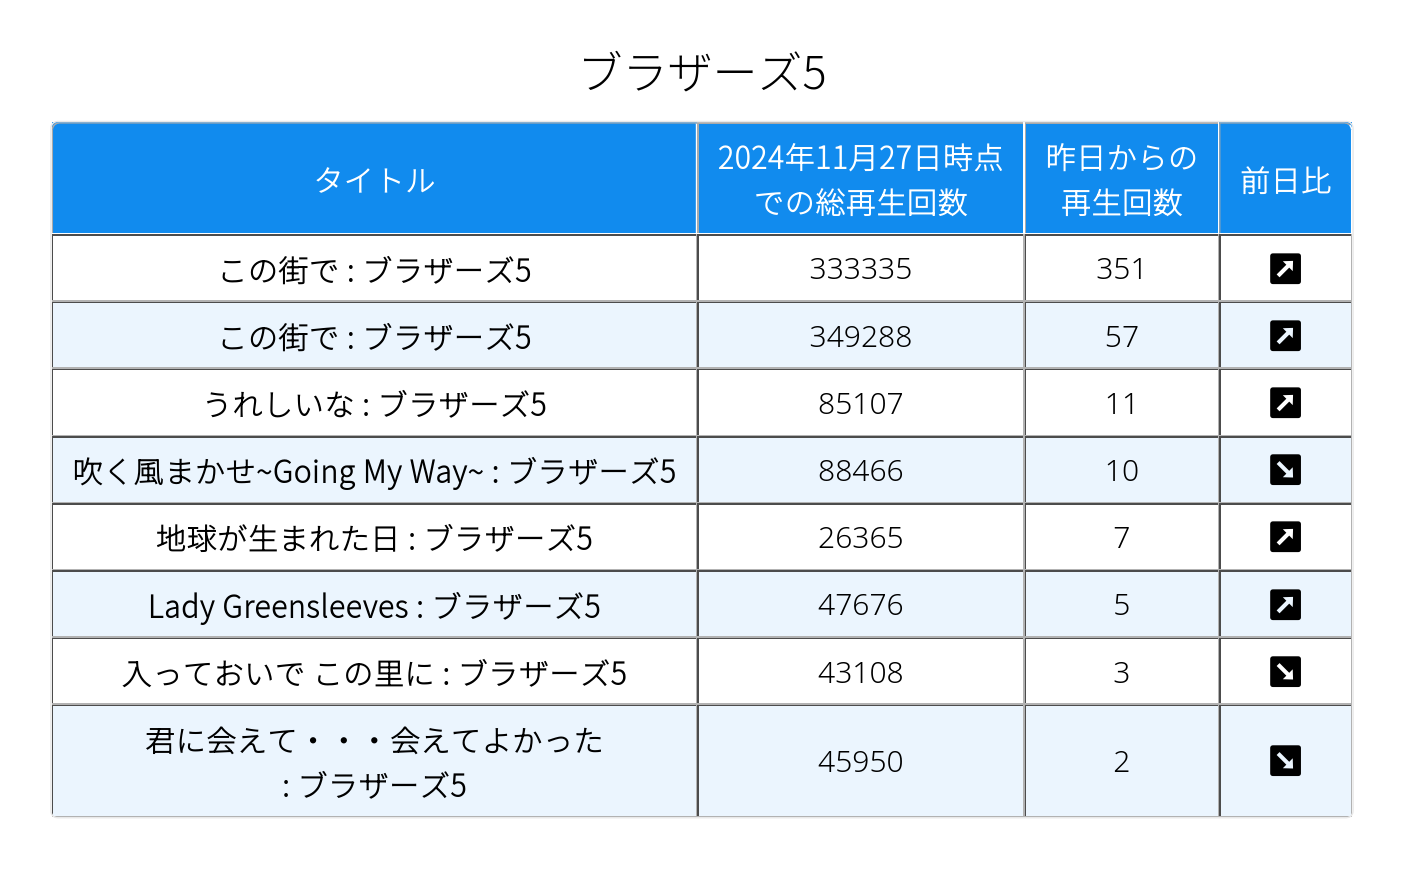 ブラザーズ5
タイトル
2024年11月27日時点
での総再生回数
昨日からの
再生回数
前日比
この街で : ブラザーズ5
333335
351
この街で : ブラザーズ5
349288
57
うれしいな : ブラザーズ5
85107
11
吹く風まかせ~Going My Way~ : ブラザーズ5
88466
10
地球が生まれた日 : ブラザーズ5
26365
7
Lady Greensleeves : ブラザーズ5
47676
5
入っておいで この里に : ブラザーズ5
43108
3
君に会えて・・・会えてよかった
: ブラザーズ5
45950
2